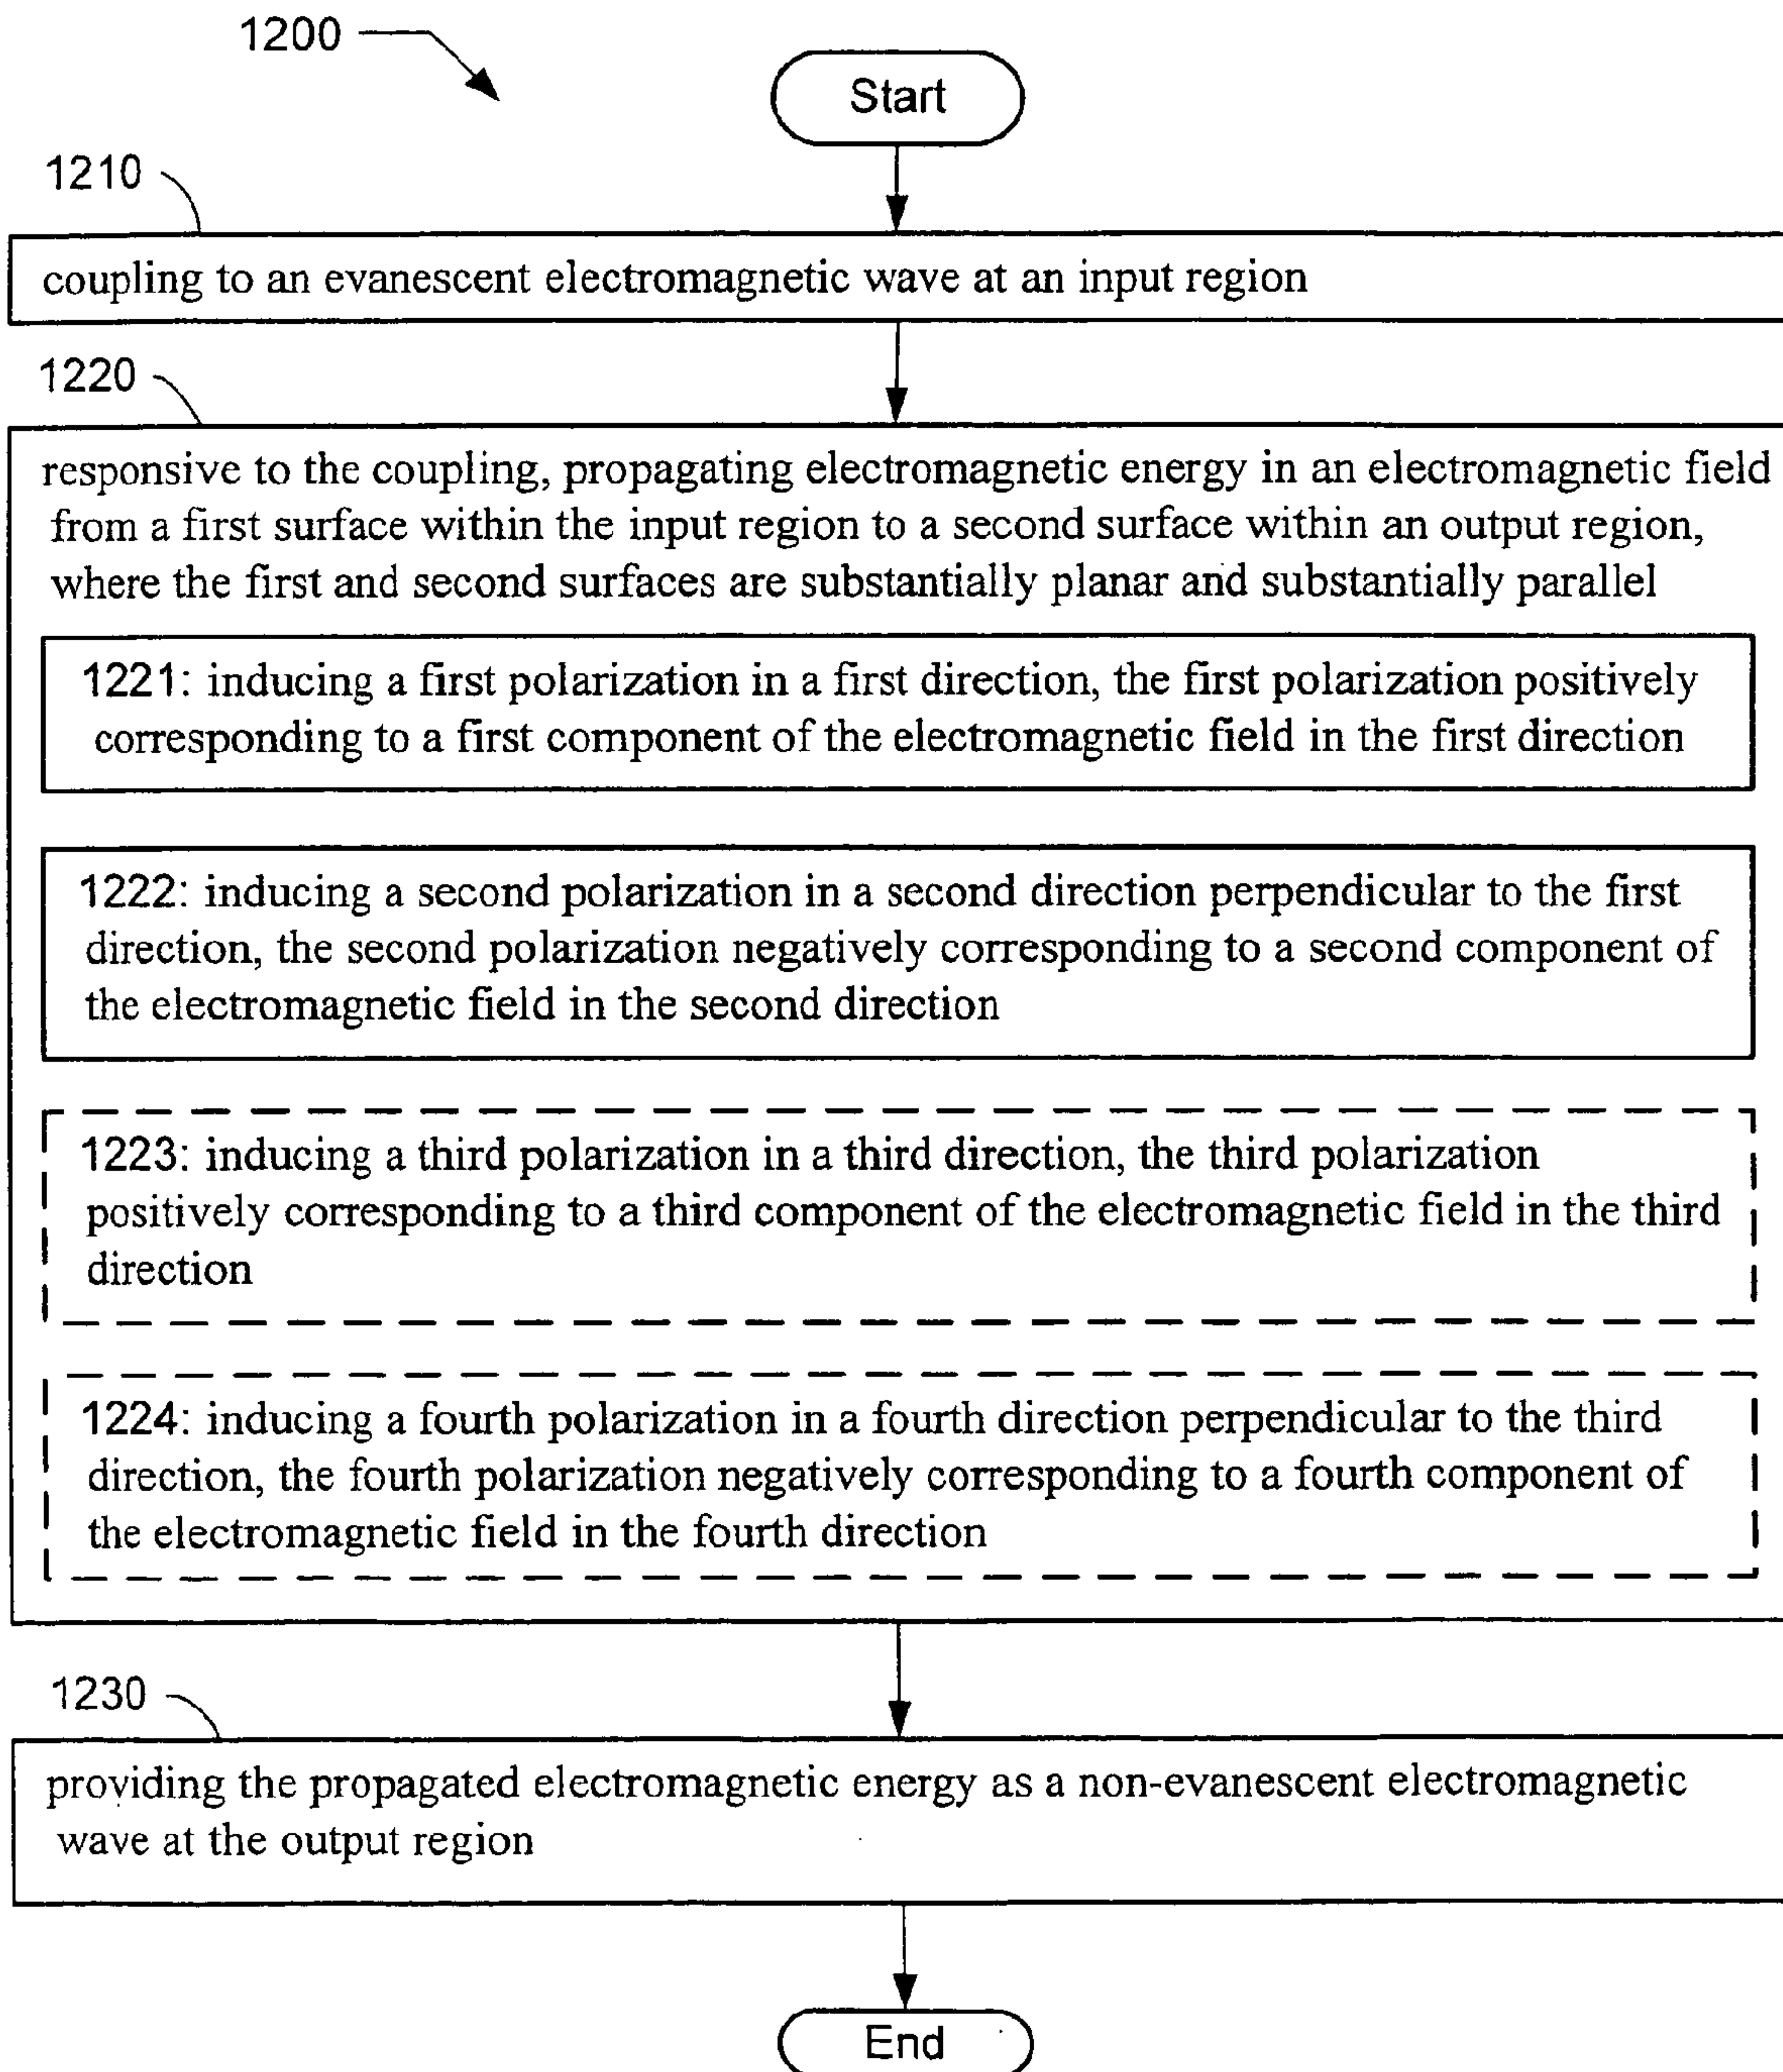 1200
Start
1210
coupling to an evanescent electromagnetic wave at an input region
1220
responsive to the coupling, propagating electromagnetic energy in an electromagnetic field
from a first surface within the input region to a second surface within an output region,
where the first and second surfaces are substantially planar and substantially parallel
1221: inducing a first polarization in a first direction, the first polarization positively
corresponding to a first component of the electromagnetic field in the first direction
1222: inducing a second polarization in a second direction perpendicular to the first
direction, the second polarization negatively corresponding to a second component of
the electromagnetic field in the second direction
1223: inducing a third polarization in a third direction, the third polarization
positively corresponding to a third component of the electromagnetic field in the third
direction
1224: inducing a fourth polarization in a fourth direction perpendicular to the third
direction, the fourth polarization negatively corresponding to a fourth component of
the electromagnetic field in the fourth direction
1230
providing the propagated electromagnetic energy as a non-evanescent electromagnetic
wave at the output region
End